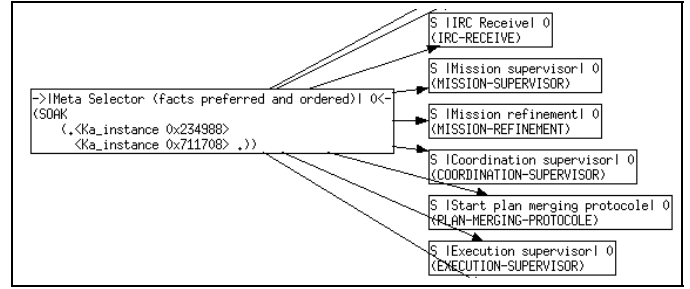 S |IRC Receive| 0
(IRC-RECEIVE)
S |Mission supervisor| 0
(MISSION-SUPERVISOR)
->|Meta Selector (facts preferred and ordered)| 0<-
(SOAK
(.<Ka_instance 0x234988>
<Ka_instance 0x711708> .))
S |Mission refinement| 0
(MISSION-REFINEMENT)
S |Coordination supervisor| 0
(COORDINATION-SUPERVISOR)
S |Start plan merging protocole| 0
(PLAN-MERGING-PROTOCOLE)
S |Execution supervisor| 0
(EXECUTION-SUPERVISOR)